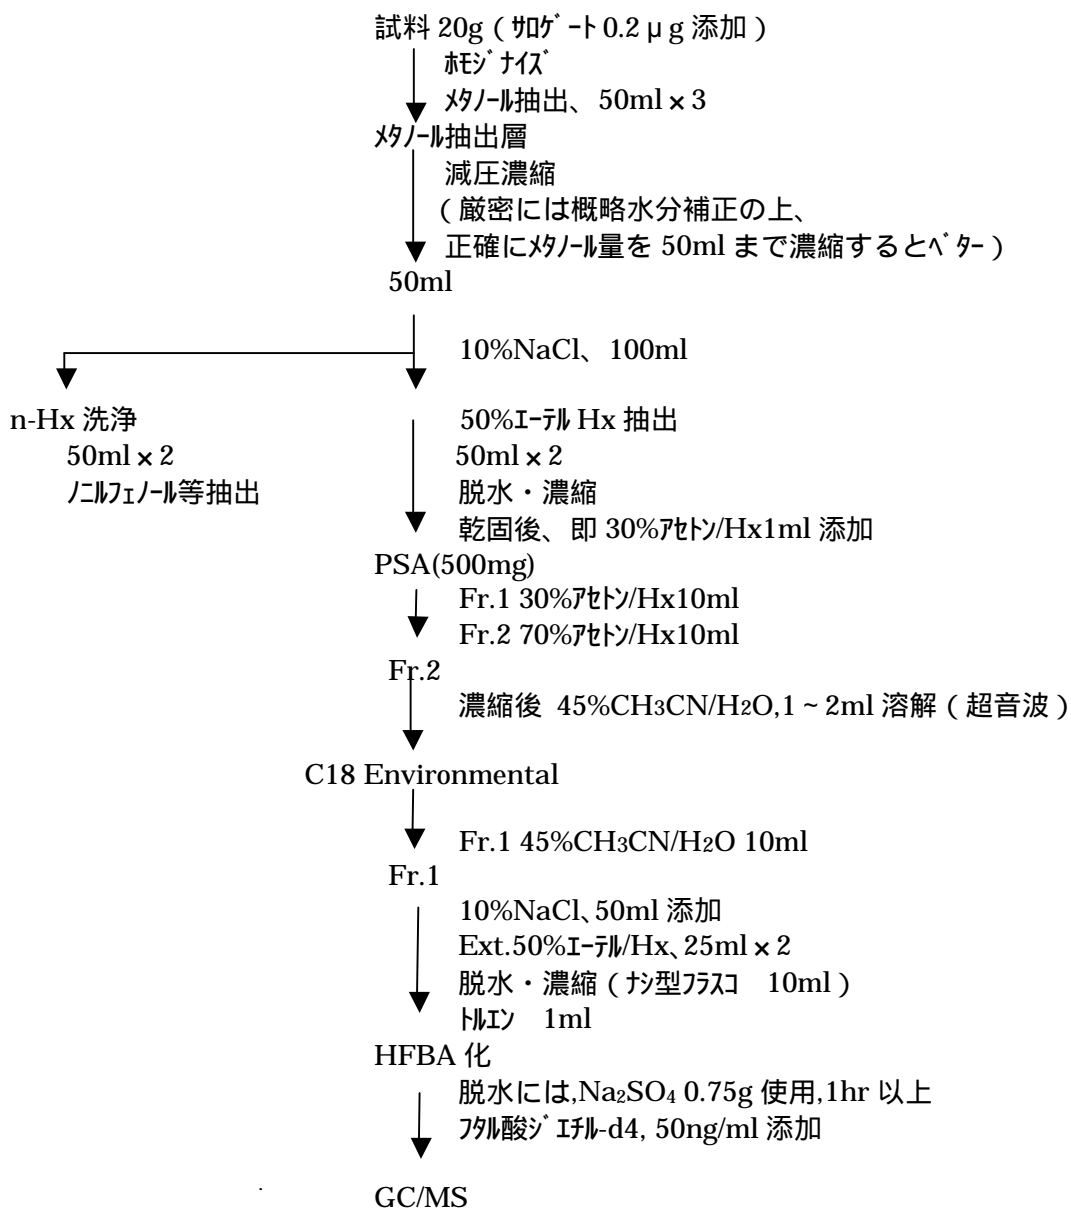 試料 20g ( ｻﾛｹﾞｰﾄ 0.2 μ g 添加 )
ﾎﾓｼﾞﾅｲｽﾞ
ﾒﾀﾉｰﾙ抽出、50ml × 3
ﾒﾀﾉｰﾙ抽出層
減圧濃縮
( 厳密には概略水分補正の上、
正確にﾒﾀﾉｰﾙ量を 50ml まで濃縮するとﾍﾞﾀｰ )
50ml
10%NaCl、100ml
n-Hx 洗浄
50ml × 2
ﾉﾆﾙﾌｪﾉｰﾙ等抽出
50%ｴｰﾃﾙ Hx 抽出
50ml × 2
脱水・濃縮
乾固後、即 30%ｱｾﾄﾝ/Hx1ml 添加
PSA(500mg)
Fr.1 30%ｱｾﾄﾝ/Hx10ml
Fr.2 70%ｱｾﾄﾝ/Hx10ml
Fr.2
濃縮後 45%CH3CN/H2O,1 ~ 2ml 溶解 ( 超音波 )
C18 Environmental
Fr.1 45%CH3CN/H2O 10ml
Fr.1
10%NaCl、50ml 添加
Ext.50%ｴｰﾃﾙ/Hx、25ml × 2
脱水・濃縮 ( ﾅｼ型ﾌﾗｽｺ 10ml )
ﾄﾙｴﾝ 1ml
HFBA 化
脱水には,Na2SO4 0.75g 使用,1hr 以上
ﾌﾀﾙ酸ｼﾞｴﾁﾙ-d4, 50ng/ml 添加
GC/MS